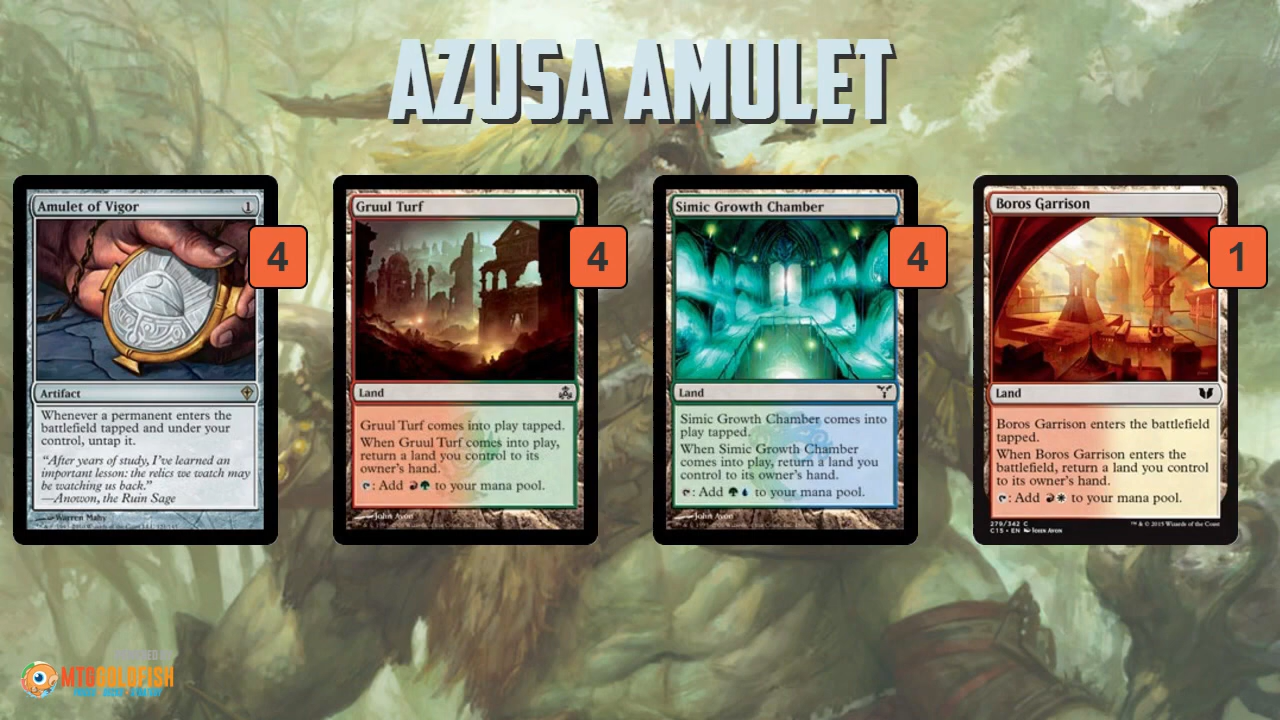 AZUSA AMULET
Amulet of Vigor 1
4
Artifact
Whenever a permanent enters the
battlefield tapped and under your
control, untap it.
“After years of study, I've learned an
important lesson: the relics we watch may
be watching us back.”
—Anowon, the Ruin Sage
Warren Mahy
Gruul Turf
4
Land
Gruul Turf comes into play tapped.
When Gruul Turf comes into play,
return a land you control to its
owner's hand.
: Add to your mana pool.
John Avon
Simic Growth Chamber
4
Land
Simic Growth Chamber comes into
play tapped.
When Simic Growth Chamber
comes into play, return a land you
control to its owner's hand.
: Add to your mana pool.
John Avon
Boros Garrison
1
Land
Boros Garrison enters the battlefield
tapped.
When Boros Garrison enters the
battlefield, return a land you control
to its owner's hand.
: Add to your mana pool.
279/342 C
C15 • EN John Avon
™ & © 2015 Wizards of the Coast
MTGGOLDFISH